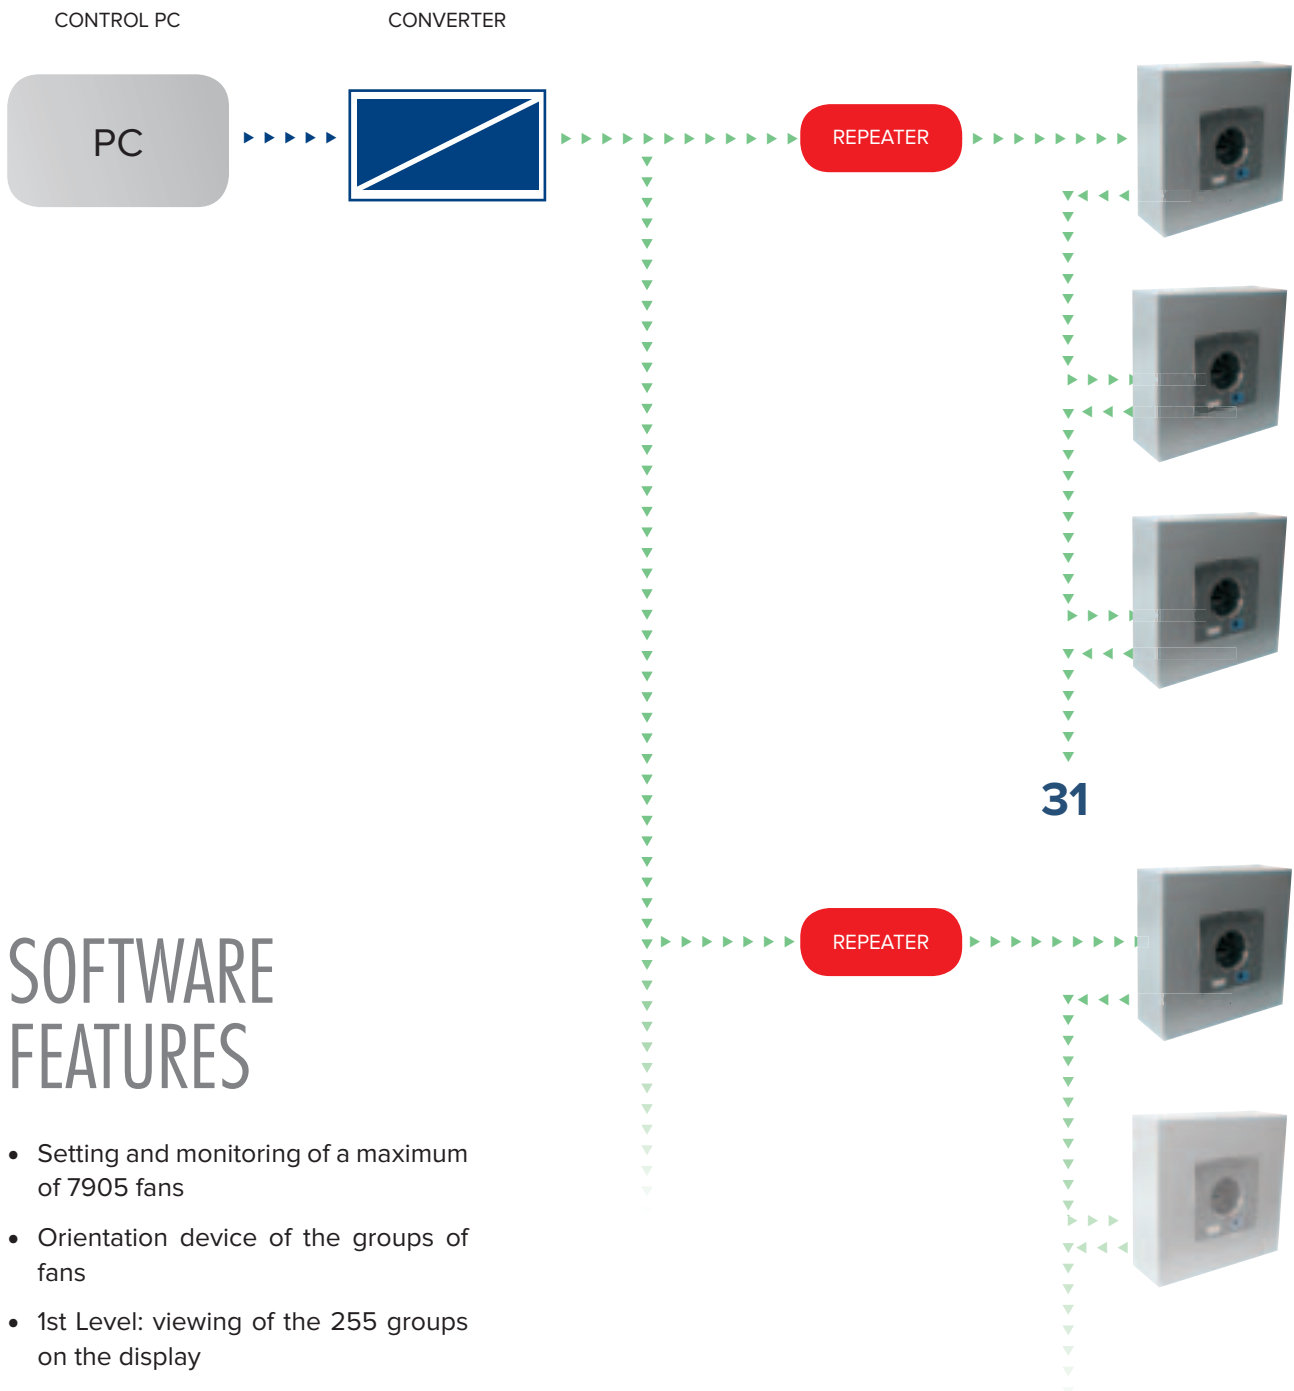 CONTROL PC
CONVERTER
PC
REPEATER
31
REPEATER
SOFTWARE
FEATURES
• Setting and monitoring of a maximum
of 7905 fans
• Orientation device of the groups of
fans
• 1st Level: viewing of the 255 groups
on the display